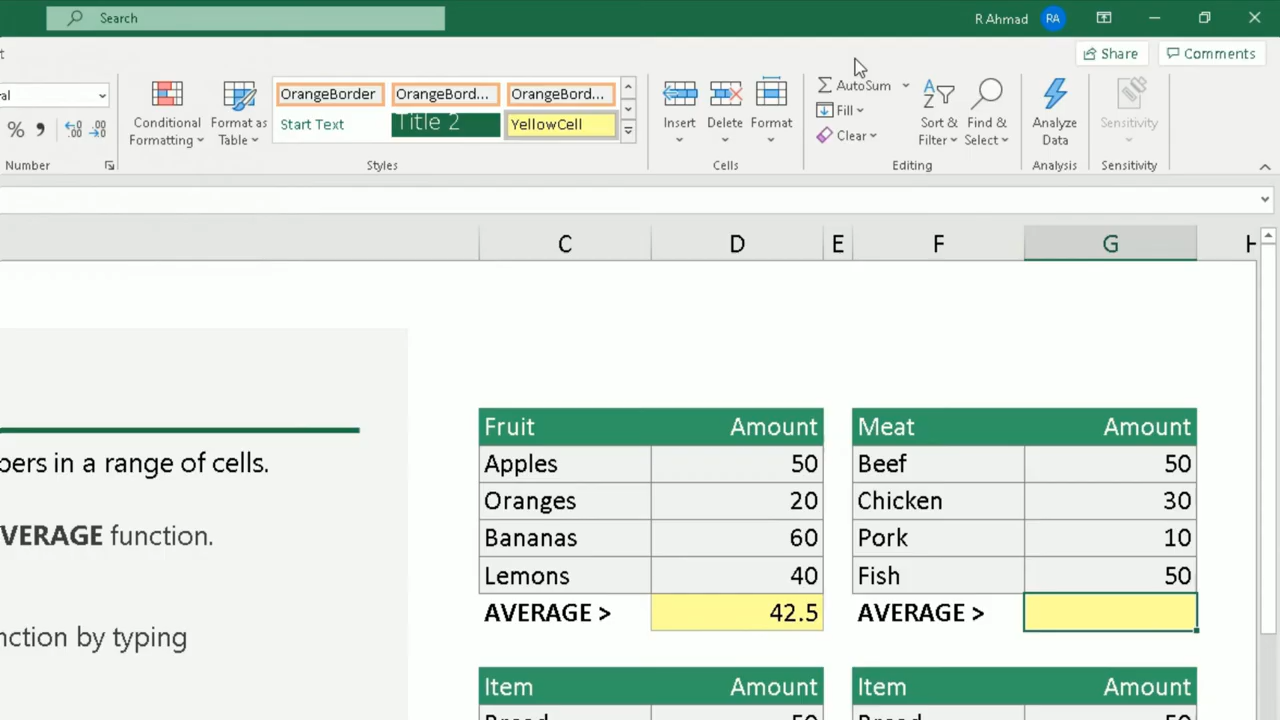 Search
R Ahmad RA
t
Share Comments
al
% ,
Conditional Formatting
Format as Table
OrangeBorder OrangeBord... OrangeBord...
Start Text Title 2 YellowCell
Insert Delete Format
AutoSum
Fill
Clear
Sort & Filter
Find & Select
Analyze Data
Sensitivity
Number Styles Cells Editing Analysis Sensitivity
C D E F G H
bers in a range of cells.
VERAGE function.
nction by typing
Fruit Amount
Apples 50
Oranges 20
Bananas 60
Lemons 40
AVERAGE > 42.5
Meat Amount
Beef 50
Chicken 30
Pork 10
Fish 50
AVERAGE >
Item Amount
Bread 50
Item Amount
Bread 50